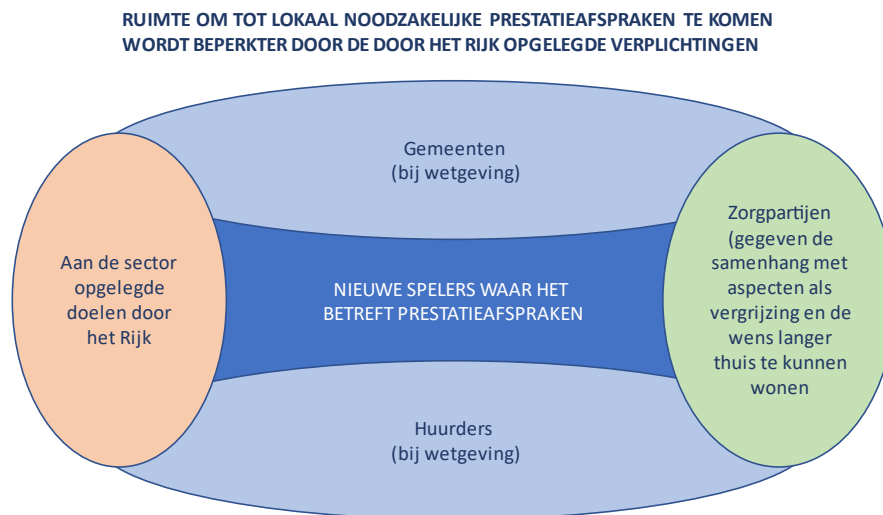 RUIMTE OM TOT LOKAAL NOODZAKELIJKE PRESTATIEAFSPRAKEN TE KOMEN
WORDT BEPERKTER DOOR DE DOOR HET RIJK OPGELEGDE VERPLICHTINGEN
Gemeenten
(bij wetgeving)
Aan de sector
opgelegde
doelen door
het Rijk
NIEUWE SPELERS WAAR HET
BETREFT PRESTATIEAFSPRAKEN
Zorgpartijen
(gegeven de
samenhang met
aspecten als
vergrijzing en de
wens langer
thuis te kunnen
wonen
Huurders
(bij wetgeving)